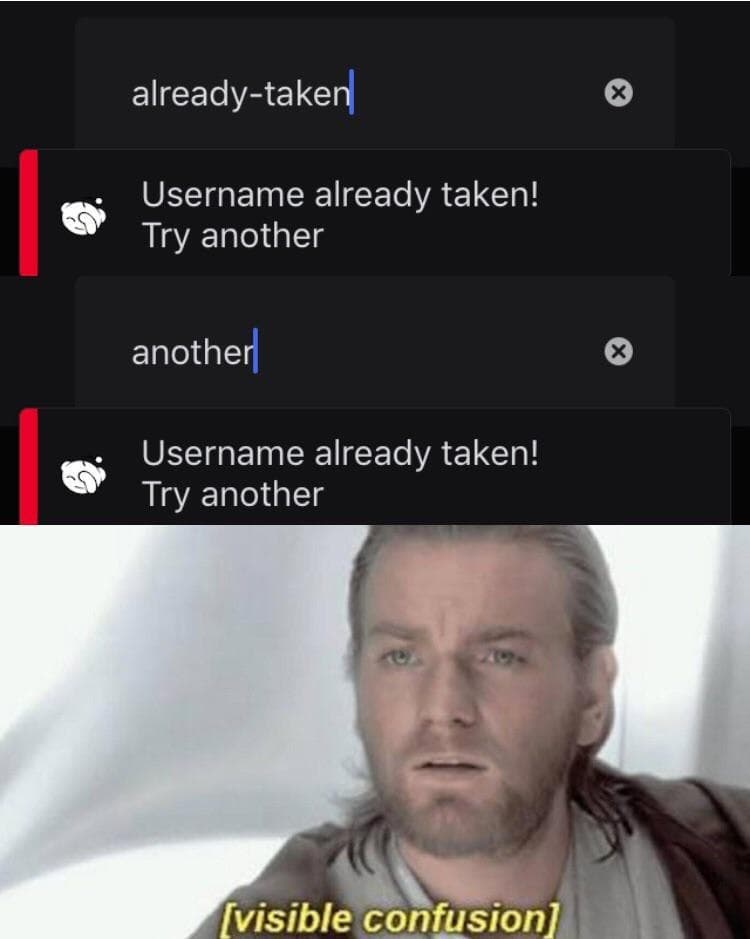 already-taken
Username already taken!
Try another
another
Username already taken!
Try another
[visible confusion]